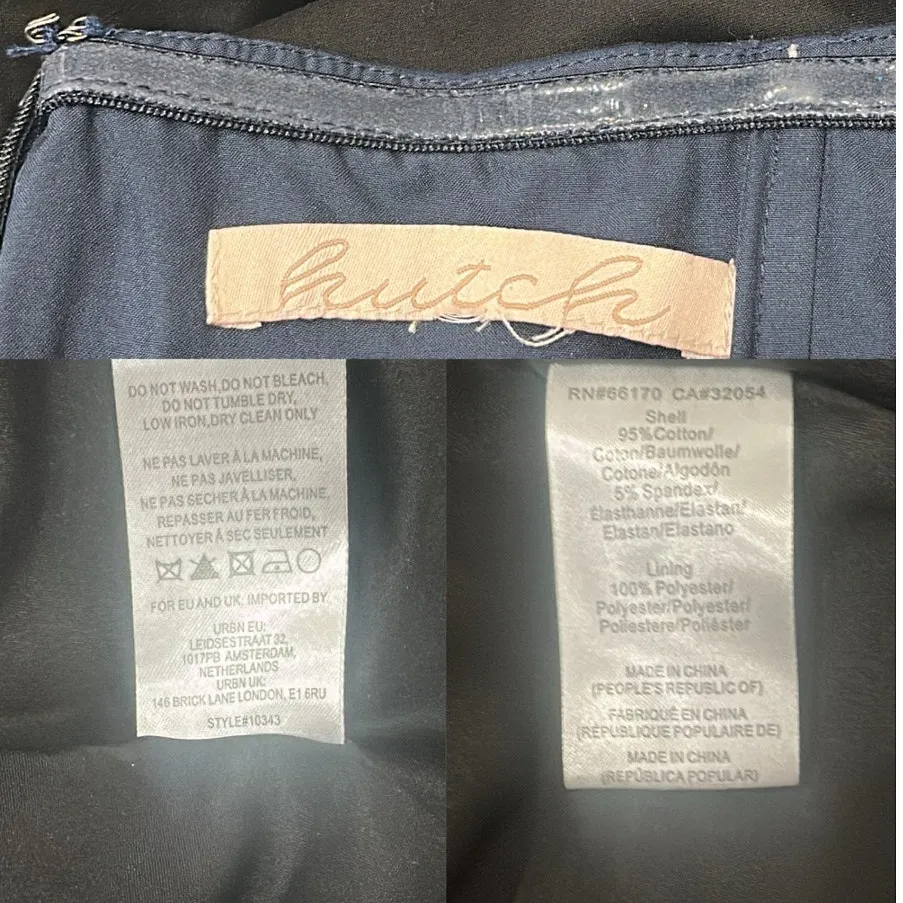 hutch
DO NOT WASH,DO NOT BLEACH,
DO NOT TUMBLE DRY,
LOW IRON,DRY CLEAN ONLY
NE PAS LAVER À LA MACHINE,
NE PAS JAVELLISER,
NE PAS SECHER À LA MACHINE,
REPASSER AU FER FROID,
NETTOYER À SEC SEULEMENT
FOR EU AND UK, IMPORTED BY
URBN EU:
LEIDSESTRAAT 32,
1017PB AMSTERDAM,
NETHERLANDS
URBN UK:
146 BRICK LANE LONDON, E1 6RU
STYLE#10343
RN#66170 CA#32054
Shell
95%Cotton/
Coton/Baumwolle/
Cotone/Algodón
5% Spandex/
Élasthanne/Elastan/
Elastan/Elastano
Lining
100% Polyester/
Polyester/Polyester/
Poliestere/Poliéster
MADE IN CHINA
(PEOPLE'S REPUBLIC OF)
FABRIQUÉ EN CHINA
(RÉPUBLIQUE POPULAIRE DE)
MADE IN CHINA
(REPÚBLICA POPULAR)